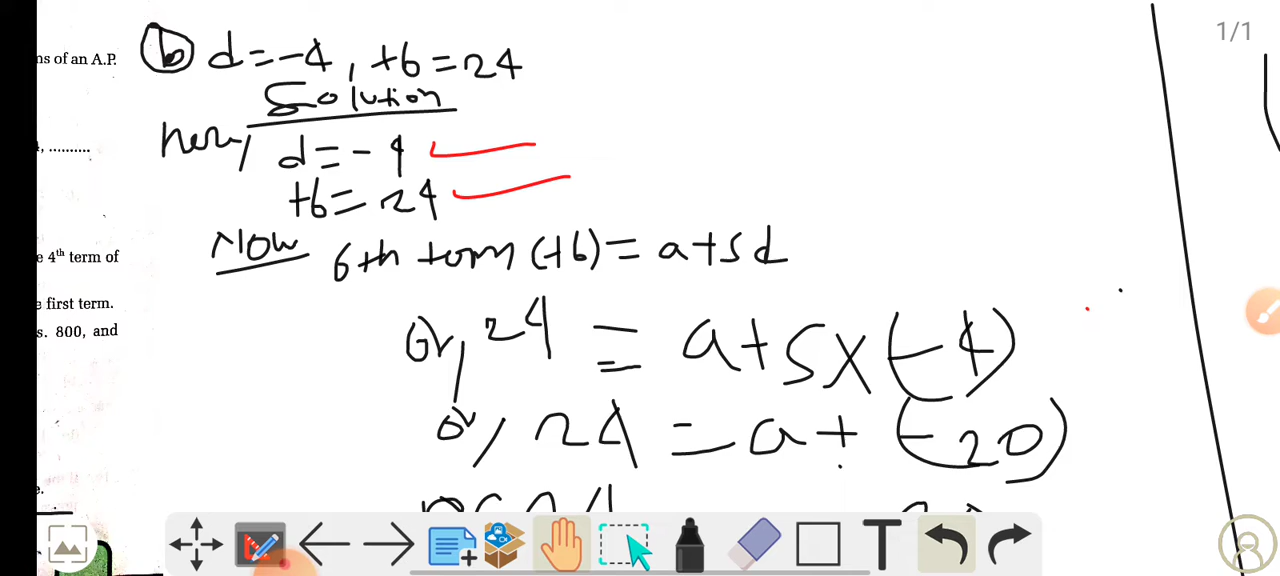 1/1
ns of an A.P.
, ..........
e 4th term of
e first term.
s. 800, and
e.
(b) d=-4, t6=24
Solution
here,
d=-4
t6=24
Now 6th term (t6)=a+5d
or, 24 = a+5x(-4)
or, 24 = a+(-20)
T